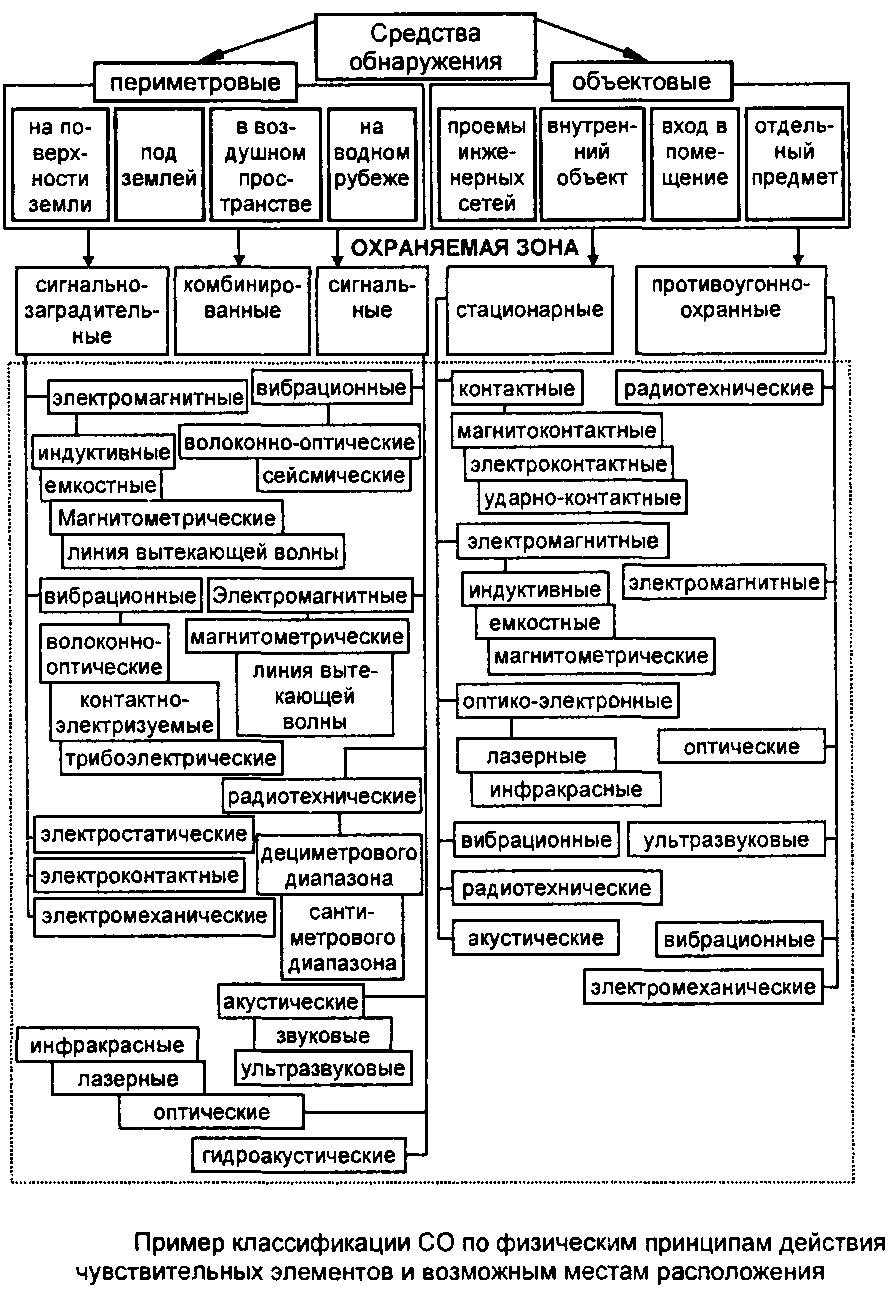 Средства
обнаружения
периметровые
объектовые
на по-
верх-
ности
земли
под
землей
в воз-
душном
прос-
транстве
на
водном
рубеже
проемы
инже-
нерных
сетей
внутрен-
ний
объект
вход в
поме-
щение
отдель-
ный
предмет
ОХРАНЯЕМАЯ ЗОНА
сигнально-
заградитель-
ные
комбиниро-
ванные
сигналь-
ные
стационарные
противоугонно-
охранные
электромагнитные
индуктивные
емкостные
Магнитометрические
линия вытекающей волны
вибрационные
волоконно-
оптические
контактно-
электризуемые
трибоэлектрические
электростатические
электроконтактные
электромеханические
вибрационные
волоконно-оптические
сейсмические
Электромагнитные
магнитометрические
линия выте-
кающей
волны
радиотехнические
дециметрового
диапазона
санти-
метрового
диапазона
акустические
звуковые
ультразвуковые
инфракрасные
лазерные
оптические
гидроакустические
контактные
магнитоконтактные
электроконтактные
ударно-контактные
электромагнитные
индуктивные
емкостные
магнитометрические
оптико-электронные
лазерные
инфракрасные
вибрационные
радиотехнические
акустические
радиотехнические
электромагнитные
оптические
ультразвуковые
вибрационные
электромеханические
Пример классификации СО по физическим принципам действия
чувствительных элементов и возможным местам расположения